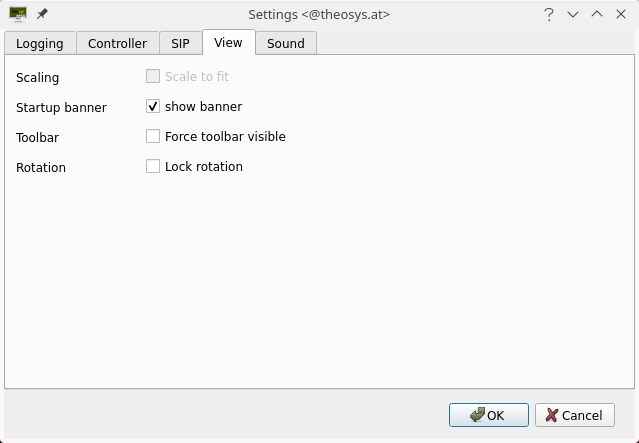 Settings <@theosys.at>
Logging Controller SIP View Sound
Scaling Scale to fit
Startup banner show banner
Toolbar Force toolbar visible
Rotation Lock rotation
OK Cancel